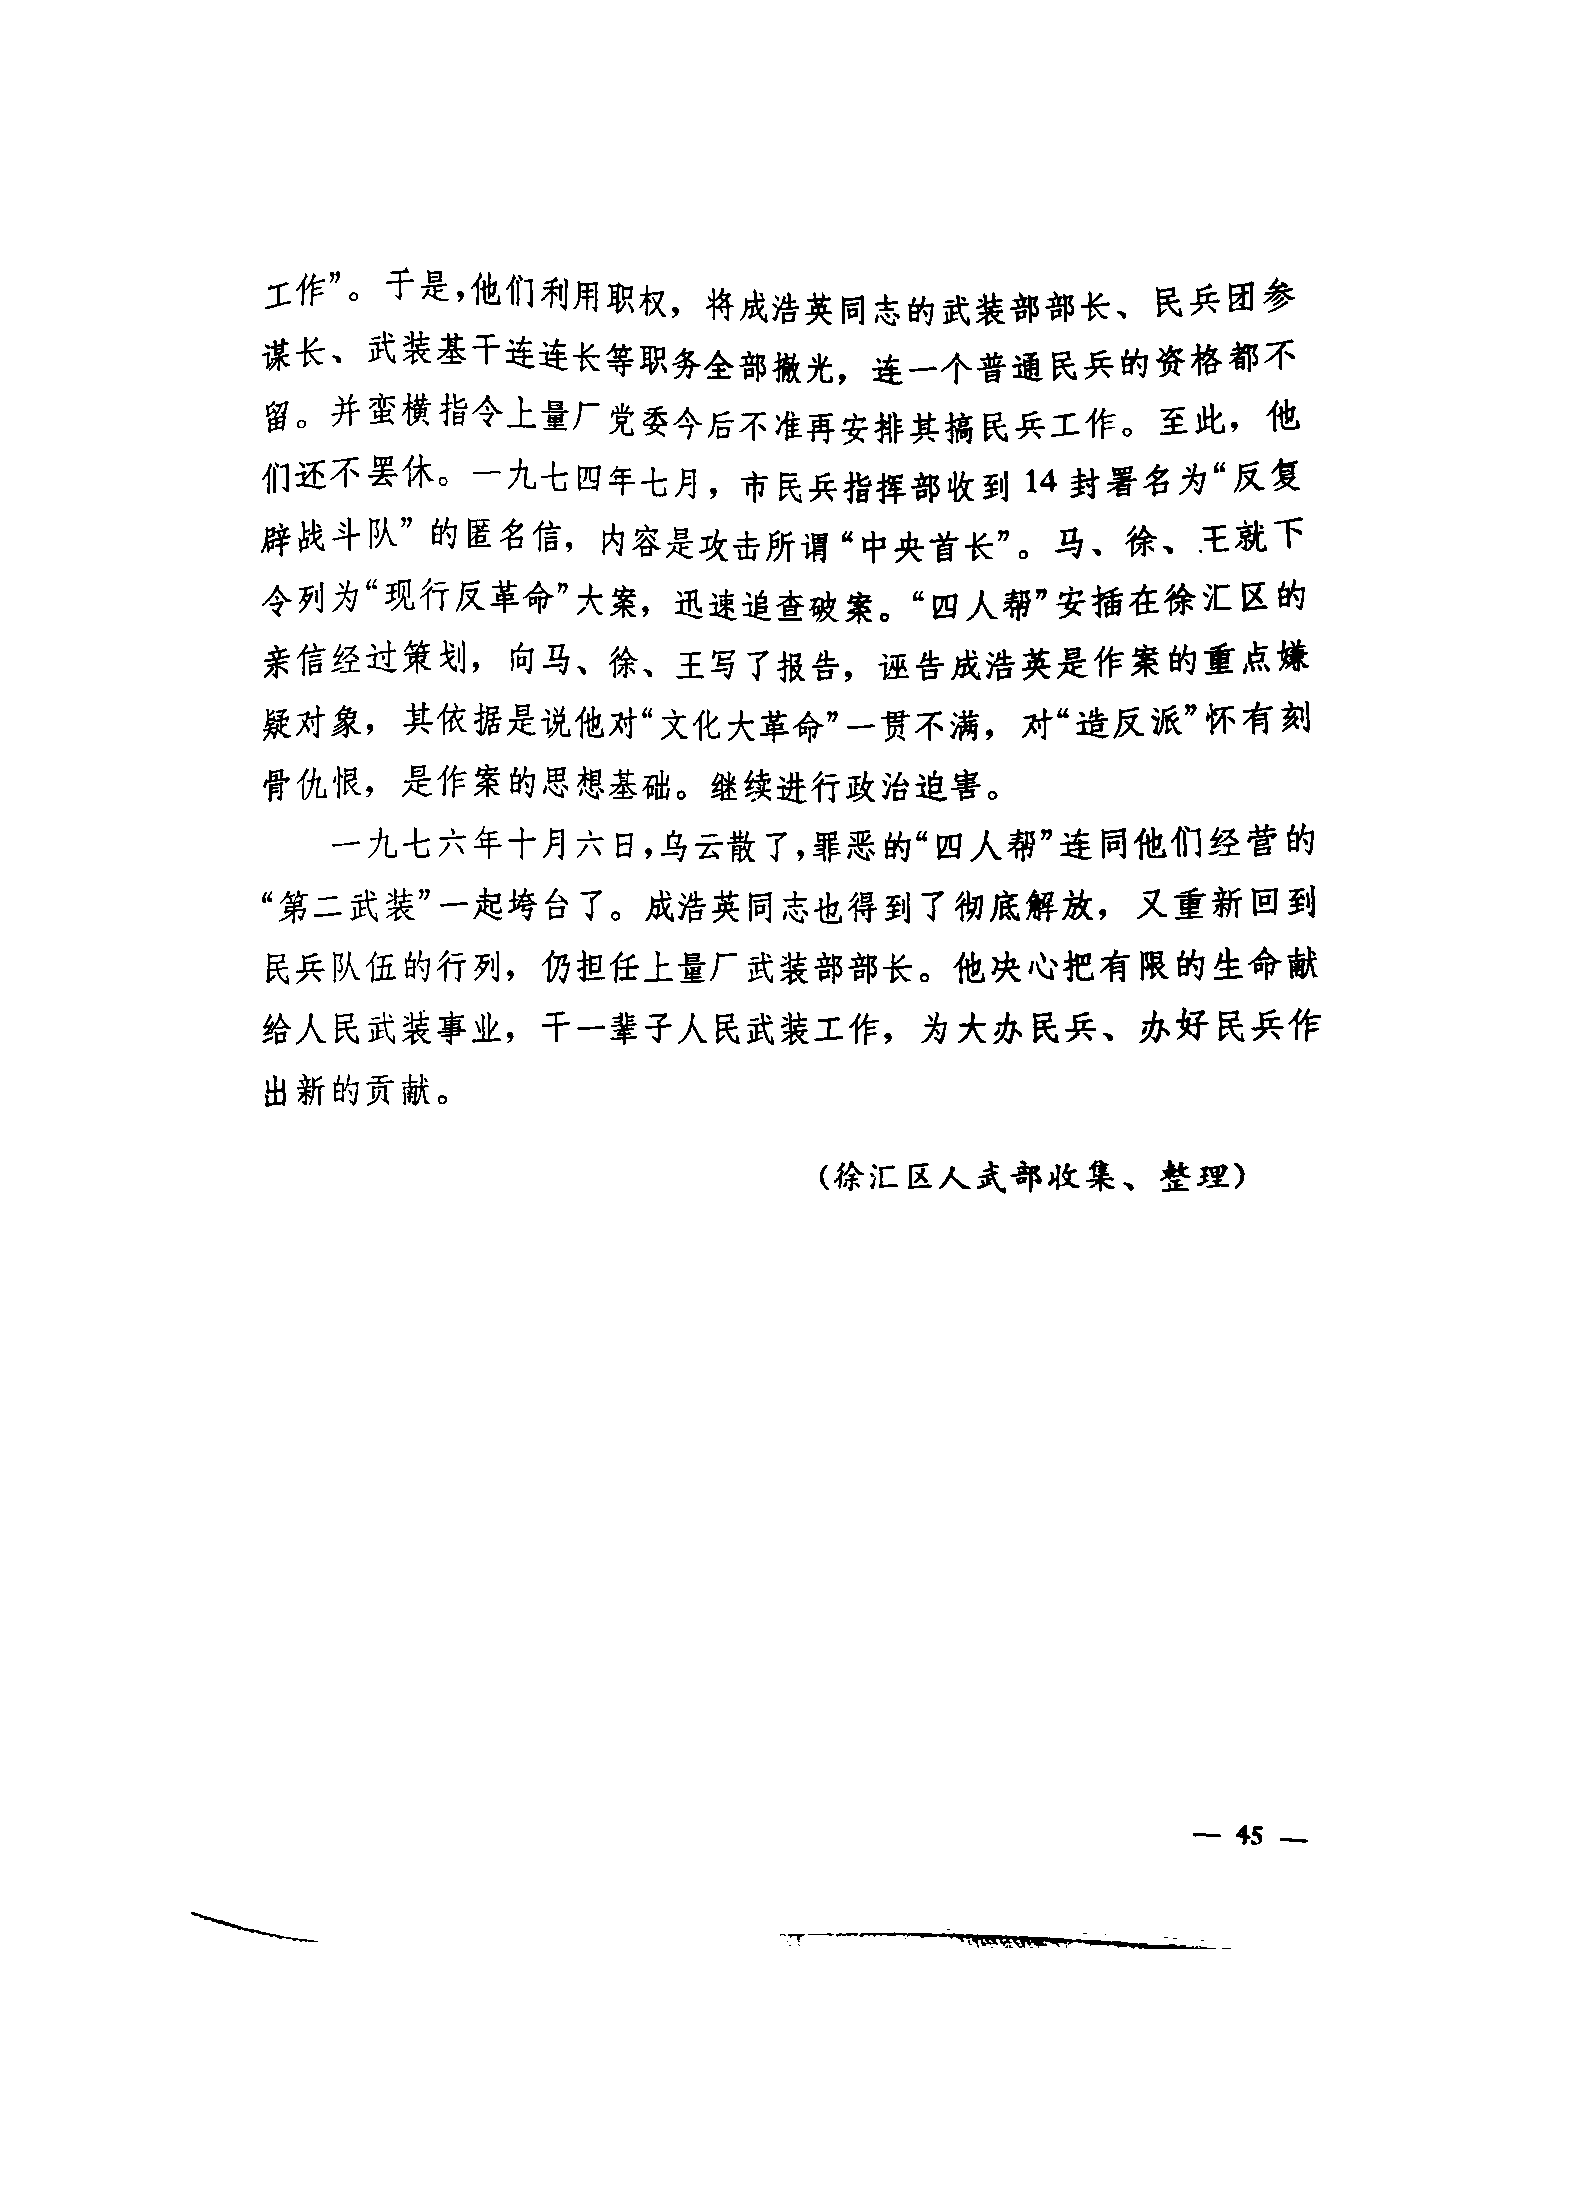 工作”。于是，他们利用职权，将成浩英同志的武装部部长、民兵团参
谋长、武装基干连连长等职务全部撤光，连一个普通民兵的资格都不
留。并蛮横指令上量厂党委今后不准再安排其搞民兵工作。至此，他
们还不罢休。一九七四年七月，市民兵指挥部收到14封署名为“反复
辟战斗队”的匿名信，内容是攻击所谓“中央首长”。马、徐、王就下
令列为“现行反革命”大案，迅速追查破案。“四人帮”安插在徐汇区的
亲信经过策划，向马、徐、王写了报告，诬告成浩英是作案的重点嫌
疑对象，其依据是说他对“文化大革命”一贯不满，对“造反派”怀有刻
骨仇恨，是作案的思想基础。继续进行政治迫害。
一九七六年十月六日，乌云散了，罪恶的“四人帮”连同他们经营的
“第二武装”一起垮台了。成浩英同志也得到了彻底解放，又重新回到
民兵队伍的行列，仍担任上量厂武装部部长。他决心把有限的生命献
给人民武装事业，干一辈子人民武装工作，为大办民兵、办好民兵作
出新的贡献。
（徐汇区人武部收集、整理）
— 45 —